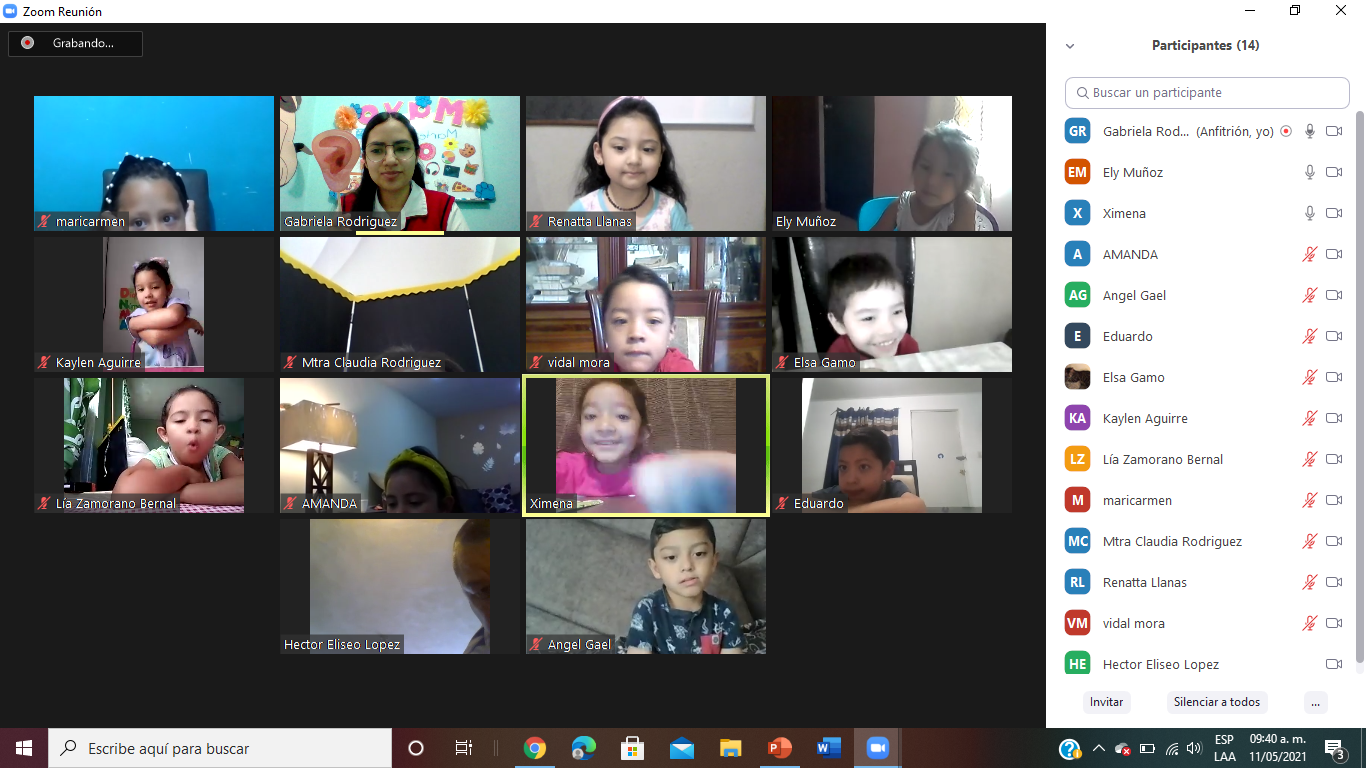 Zoom Reunión
Grabando...
maricarmen
Gabriela Rodriguez
Renatta Llanas
Ely Muñoz
Kaylen Aguirre
Mtra Claudia Rodriguez
vidal mora
Elsa Gamo
Lía Zamorano Bernal
AMANDA
Ximena
Eduardo
Hector Eliseo Lopez
Angel Gael
Participantes (14)
Buscar un participante
GR Gabriela Rod... (Anfitrión, yo)
EM Ely Muñoz
X Ximena
A AMANDA
AG Angel Gael
E Eduardo
Elsa Gamo
KA Kaylen Aguirre
LZ Lía Zamorano Bernal
M maricarmen
MC Mtra Claudia Rodriguez
RL Renatta Llanas
VM vidal mora
HE Hector Eliseo Lopez
Invitar
Silenciar a todos
...
Escribe aquí para buscar
ESP
LAA
09:40 a. m.
11/05/2021
3